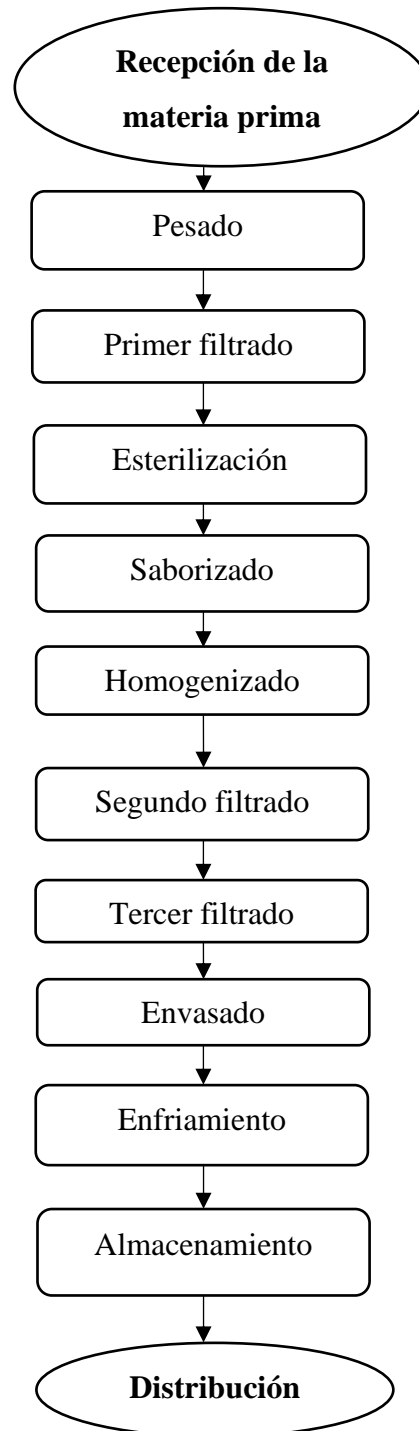 Recepción de la
materia prima
Pesado
Primer filtrado
Esterilización
Saborizado
Homogenizado
Segundo filtrado
Tercer filtrado
Envasado
Enfriamiento
Almacenamiento
Distribución